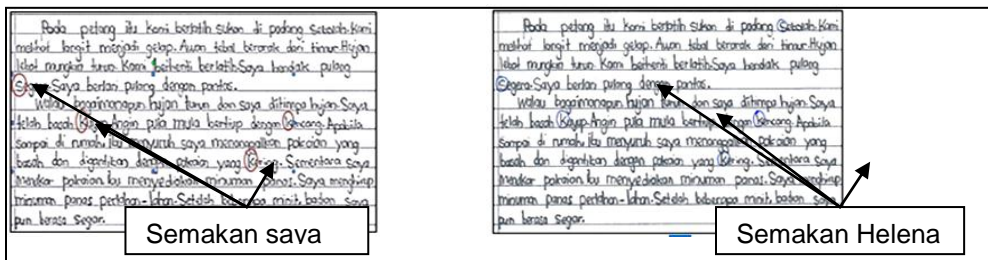 Pada petang itu kami berlatih sukan di padang Sekolah. Kami
melihat langit menjadi gelap. Awan tebal berarak dari timur. Hujan
lebat mungkin turun. Kami berhenti berlatih. Saya hendak pulang
Segera. Saya berlari pulang dengan pantas.
Walau bagaimanapun hujan turun dan saya ditimpa hujan. Saya
telah basah Kuyup. Angin pula mula bertiup dengan Kencang. Apabila
sampai di rumah, Ibu menyuruh saya menanggalkan pakaian yang
basah dan digantikan dengan pakaian yang Kering. Sementara saya
menukar pakaian. Ibu menyediakan minuman panas. Saya menghirup
minuman panas perlahan-lahan. Setelah beberapa minit, badan saya
pun berasa segar.
Semakan saya
Pada petang itu kami berlatih sukan di padang Sekolah. Kami
melihat langit menjadi gelap. Awan tebal berarak dari timur. Hujan
lebat mungkin turun. Kami berhenti berlatih. Saya hendak pulang
Segera. Saya berlari pulang dengan pantas.
Walau bagaimanapun hujan turun dan saya ditimpa hujan. Saya
telah basah Kuyup. Angin pula mula bertiup dengan Kencang. Apabila
sampai di rumah, Ibu menyuruh saya menanggalkan pakaian yang
basah dan digantikan dengan pakaian yang Kering. Sementara saya
menukar pakaian. Ibu menyediakan minuman panas. Saya menghirup
minuman panas perlahan-lahan. Setelah beberapa minit, badan saya
pun berasa segar.
Semakan Helena